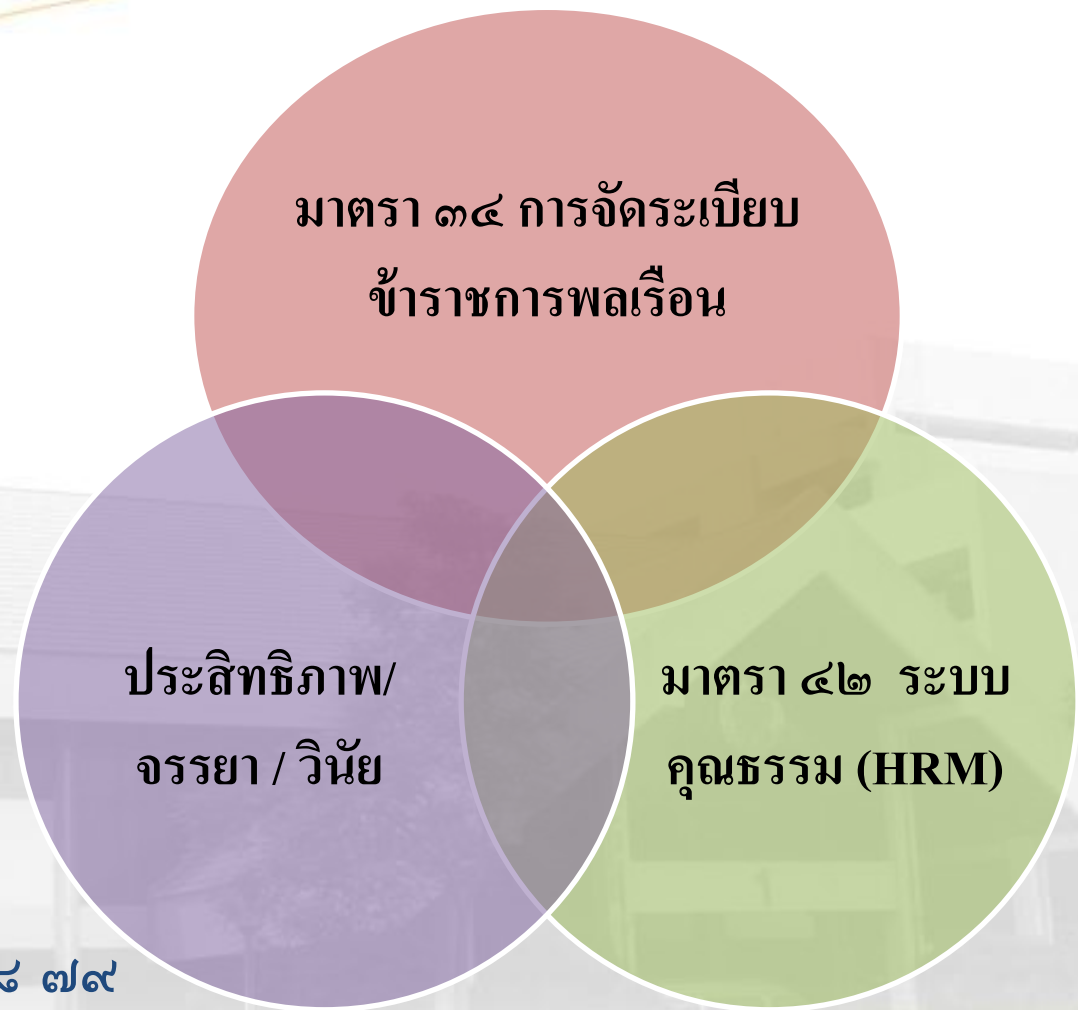 มาตรา ๓๔ การจัดระเบียบ
ข้าราชการพลเรือน
ประสิทธิภาพ/
จรรยา / วินัย
มาตรา ๔๒ ระบบ
คุณธรรม (HRM)
๘ ๗๙